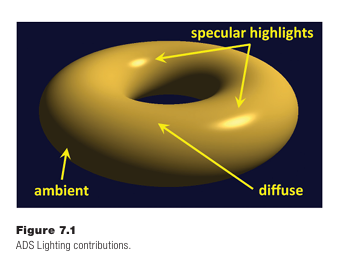 specular highlights
ambient
diffuse
Figure 7.1
ADS Lighting contributions.